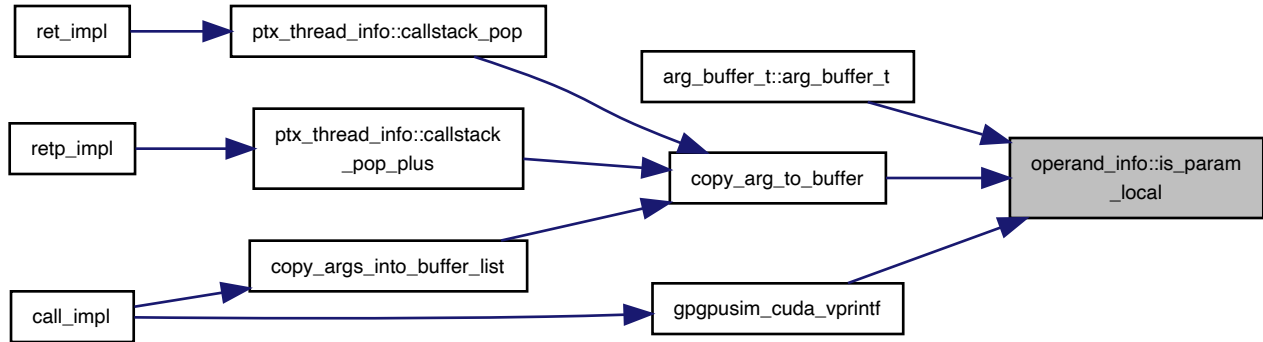 ret_impl
ptx_thread_info::callstack_pop
arg_buffer_t::arg_buffer_t
retp_impl
ptx_thread_info::callstack
_pop_plus
copy_arg_to_buffer
operand_info::is_param
_local
copy_args_into_buffer_list
call_impl
gpgpusim_cuda_vprintf